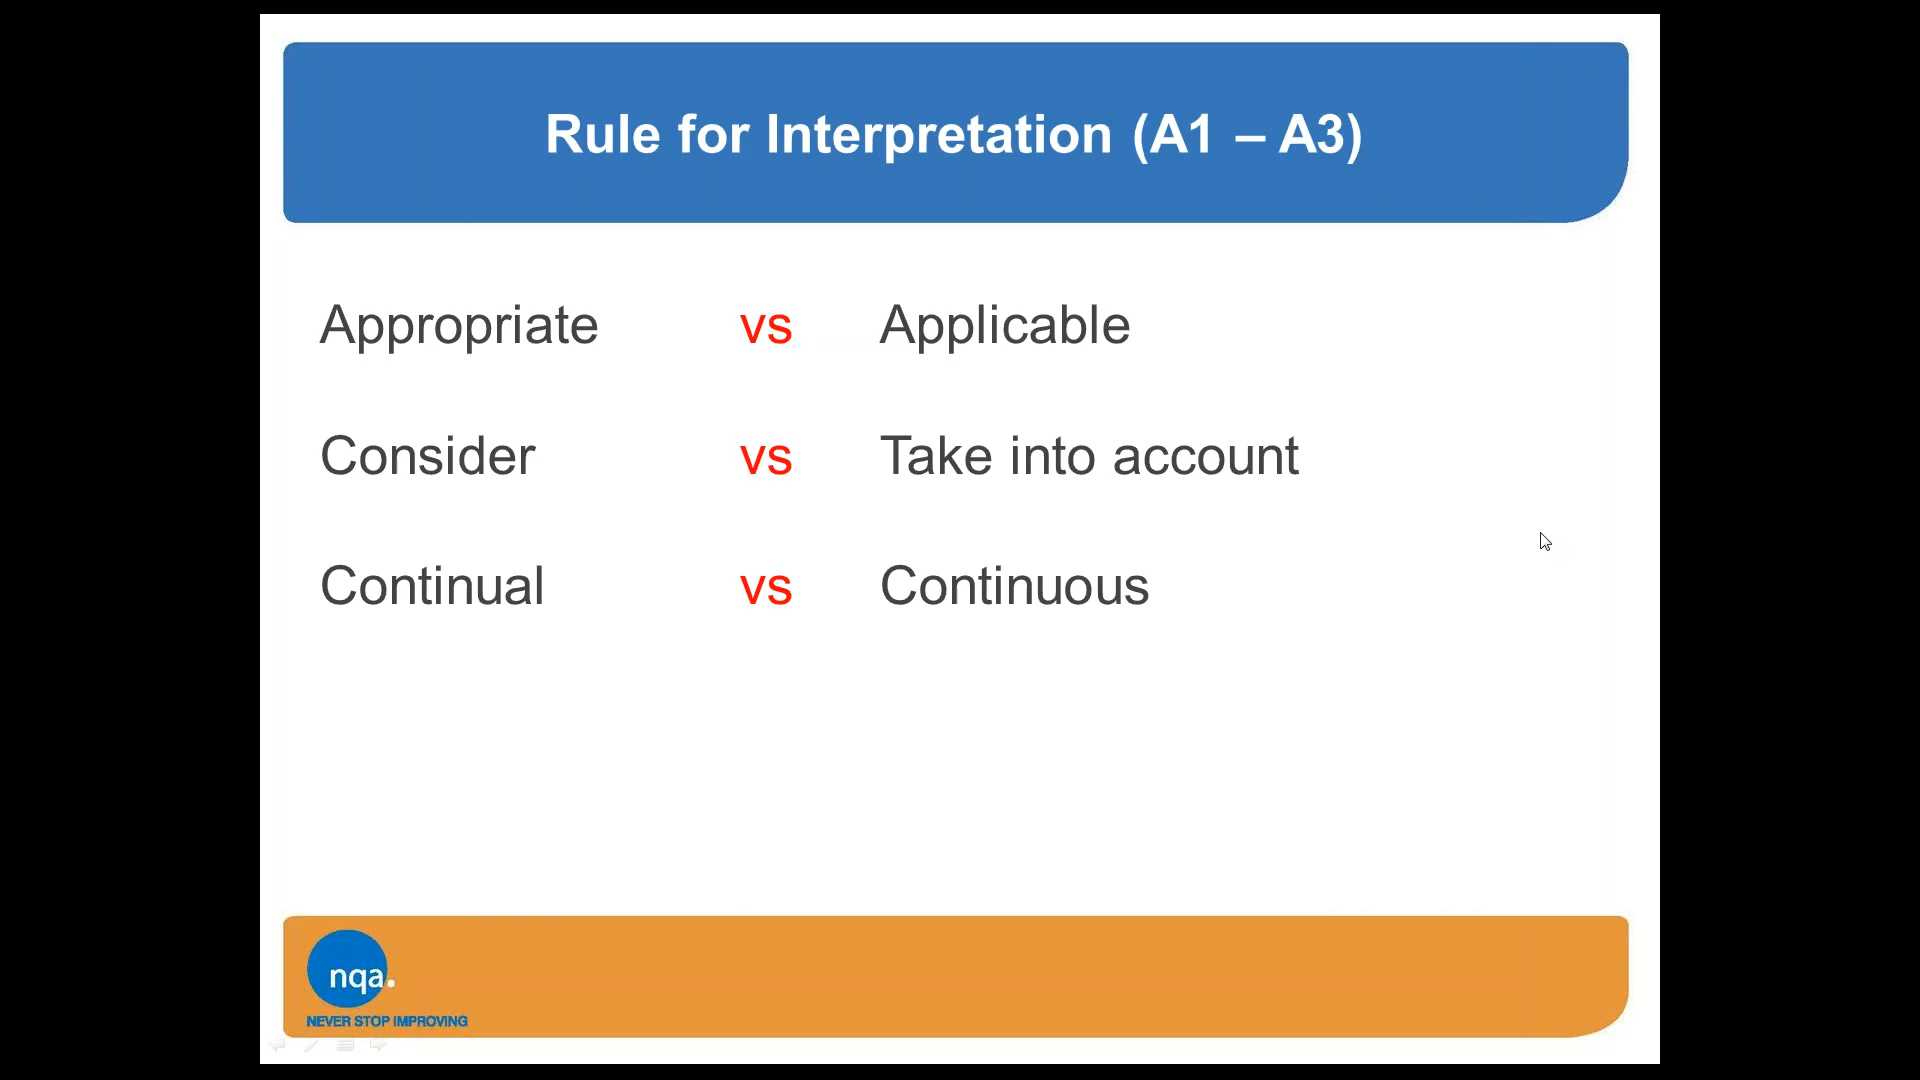 Rule for Interpretation (A1 – A3)
Appropriate vs Applicable
Consider vs Take into account
Continual vs Continuous
nqa.
NEVER STOP IMPROVING